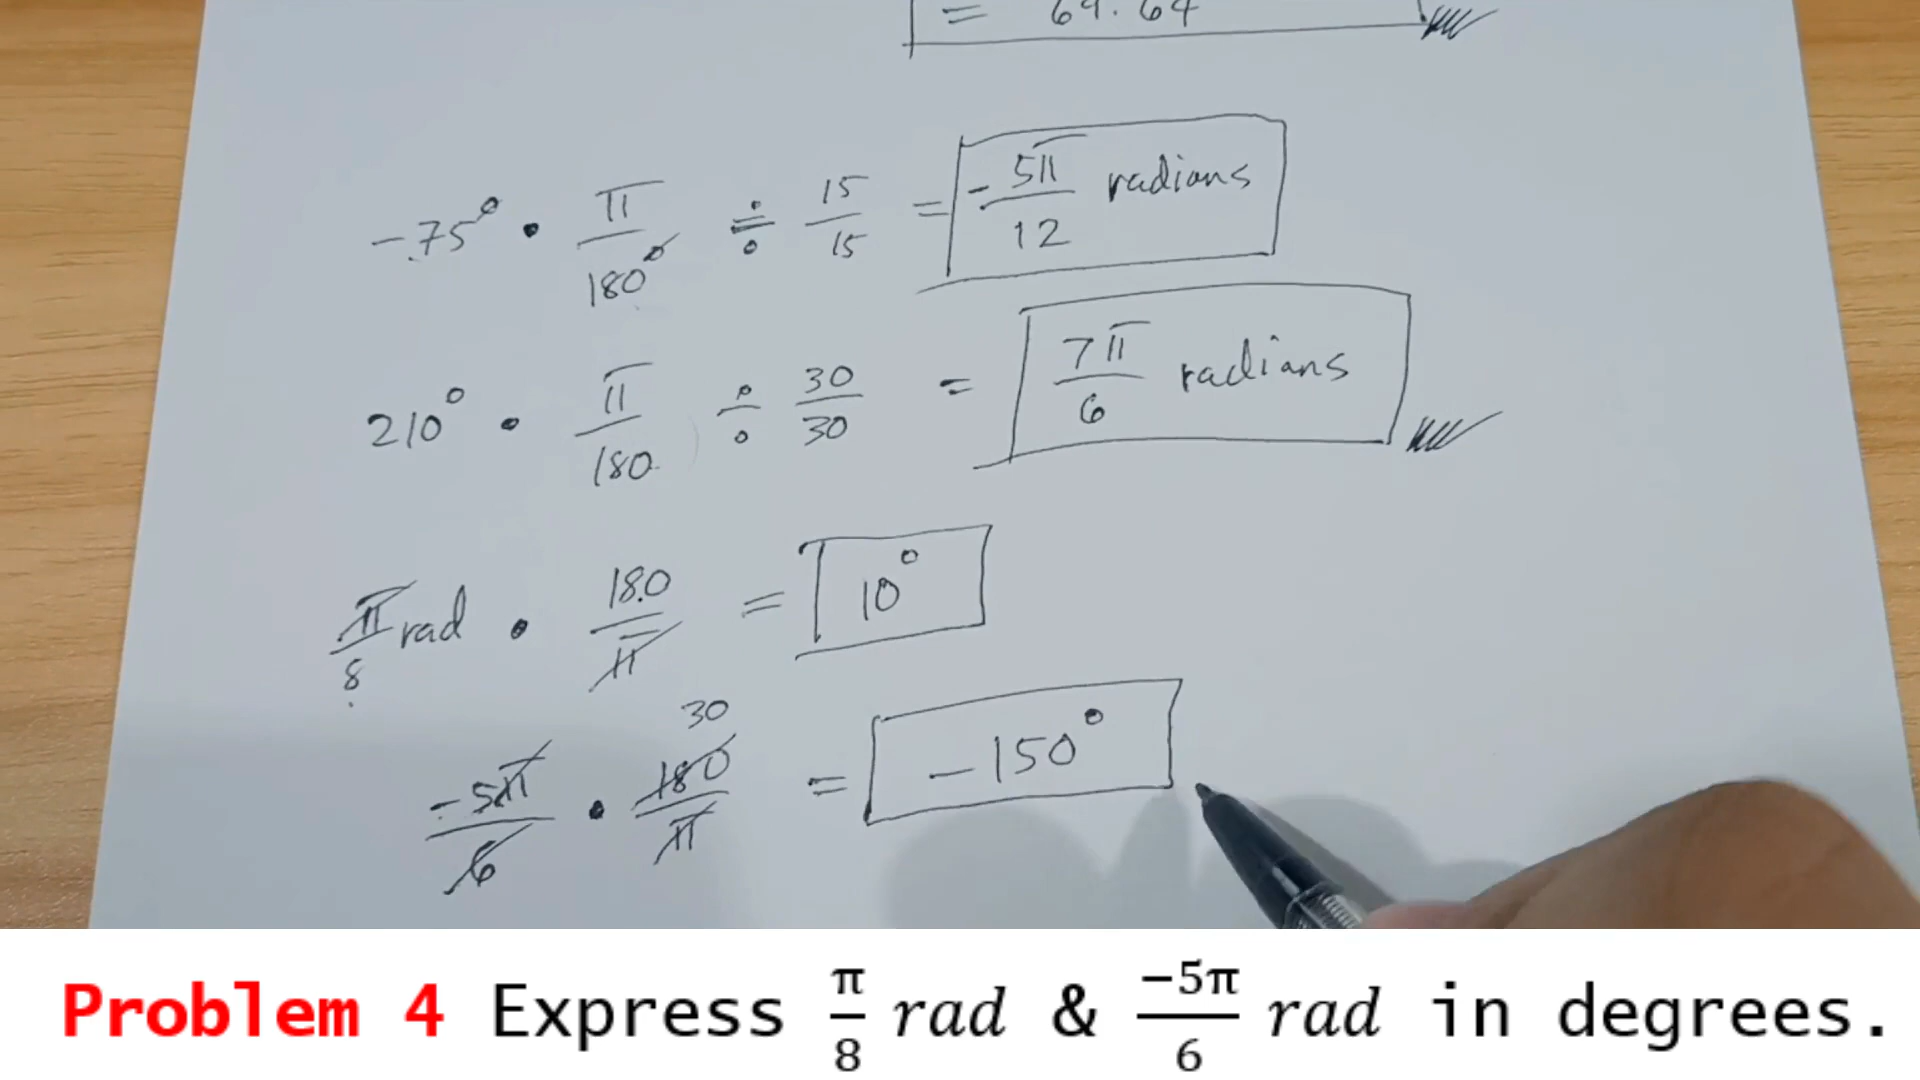 = 69.64
-75° • π/180° ÷ 15/15 = -5π/12 radians
210° • π/180 ÷ 30/30 = 7π/6 radians
π/8 rad • 180/π = 10°
30
-5π/6 • 180/π = -150°
Problem 4 Express π/8 rad & -5π/6 rad in degrees.